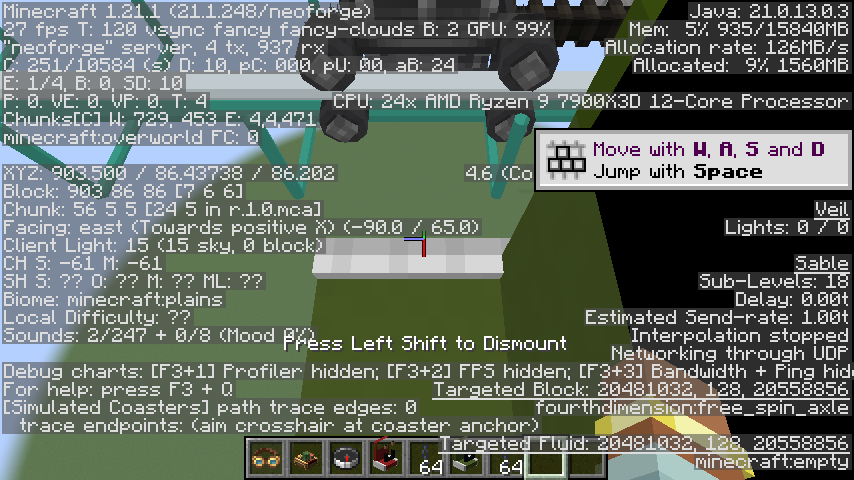 Minecraft 1.21.1 (21.1.248/neoforge)
27 fps T: 120 vsync fancy fancy-clouds B: 2 GPU: 99%
"neoforge" server, 4 tx, 937 rx
C: 251/10584 (s) D: 10, pC: 000, pU: 00, aB: 24
E: 1/4, B: 0, SD: 10
P: 0. VE: 0, VP: 0. T: 4
Chunks[C] W: 729, 453 E: 4,4,471
minecraft:overworld FC: 0
XYZ: 903.500 / 86.43738 / 86.202
Block: 903 86 86 [7 6 6]
Chunk: 56 5 5 [24 5 in r.1.0.mca]
Facing: east (Towards positive X) (-90.0 / 65.0)
Client Light: 15 (15 sky, 0 block)
CH S: -61 M: -61
SH S: ?? O: ?? M: ?? ML: ??
Biome: minecraft:plains
Local Difficulty: ??
Sounds: 2/247 + 0/8 (Mood 0%)
Debug charts: [F3+1] Profiler hidden; [F3+2] FPS hidden; [F3+3] Bandwidth + Ping
For help: press F3 + Q
[Simulated Coasters] path trace edges: 0
trace endpoints: (aim crosshair at coaster anchor)
Java: 21.0.13.0.3
Mem: 5% 935/15840MB
Allocation rate: 126MB/s
Allocated: 9% 1560MB
CPU: 24x AMD Ryzen 9 7900X3D 12-Core Processor
4.6
Move with W, A, S and D
Jump with Space
Veil
Lights: 0 / 0
Sable
Sub-Levels: 18
Delay: 0.00t
Estimated Send-rate: 1.00t
Interpolation stopped
Networking through UDP
Targeted Block: 20481032, 128, 20558856
fourthdimension:free_spin_axle
Targeted Fluid: 20481032, 128, 20558856
minecraft:empty
Press Left Shift to Dismount
64
64